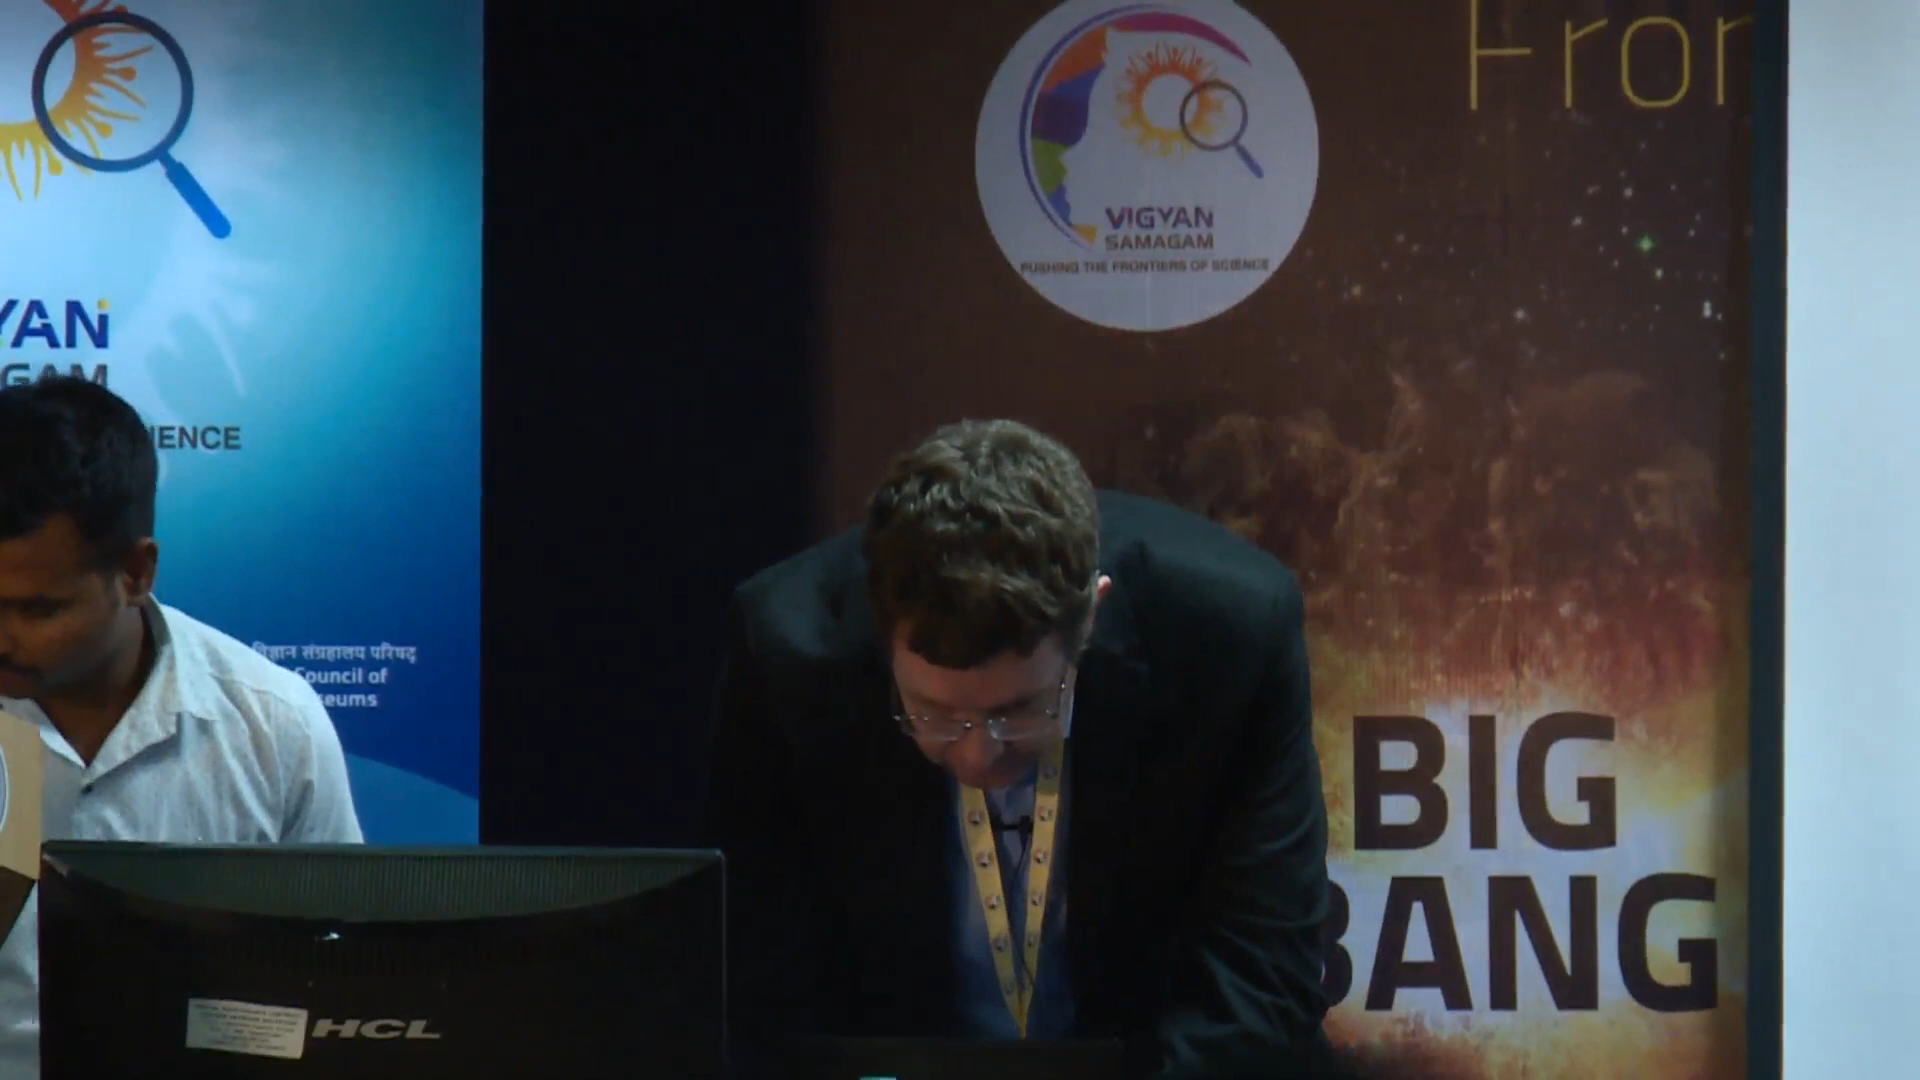 YAN
GAM
IENCE
विज्ञान संग्रहालय परिषद्
Council of
seums
HCL
VIGYAN
SAMAGAM
PUSHING THE FRONTIERS OF SCIENCE
Fron
BIG
BANG